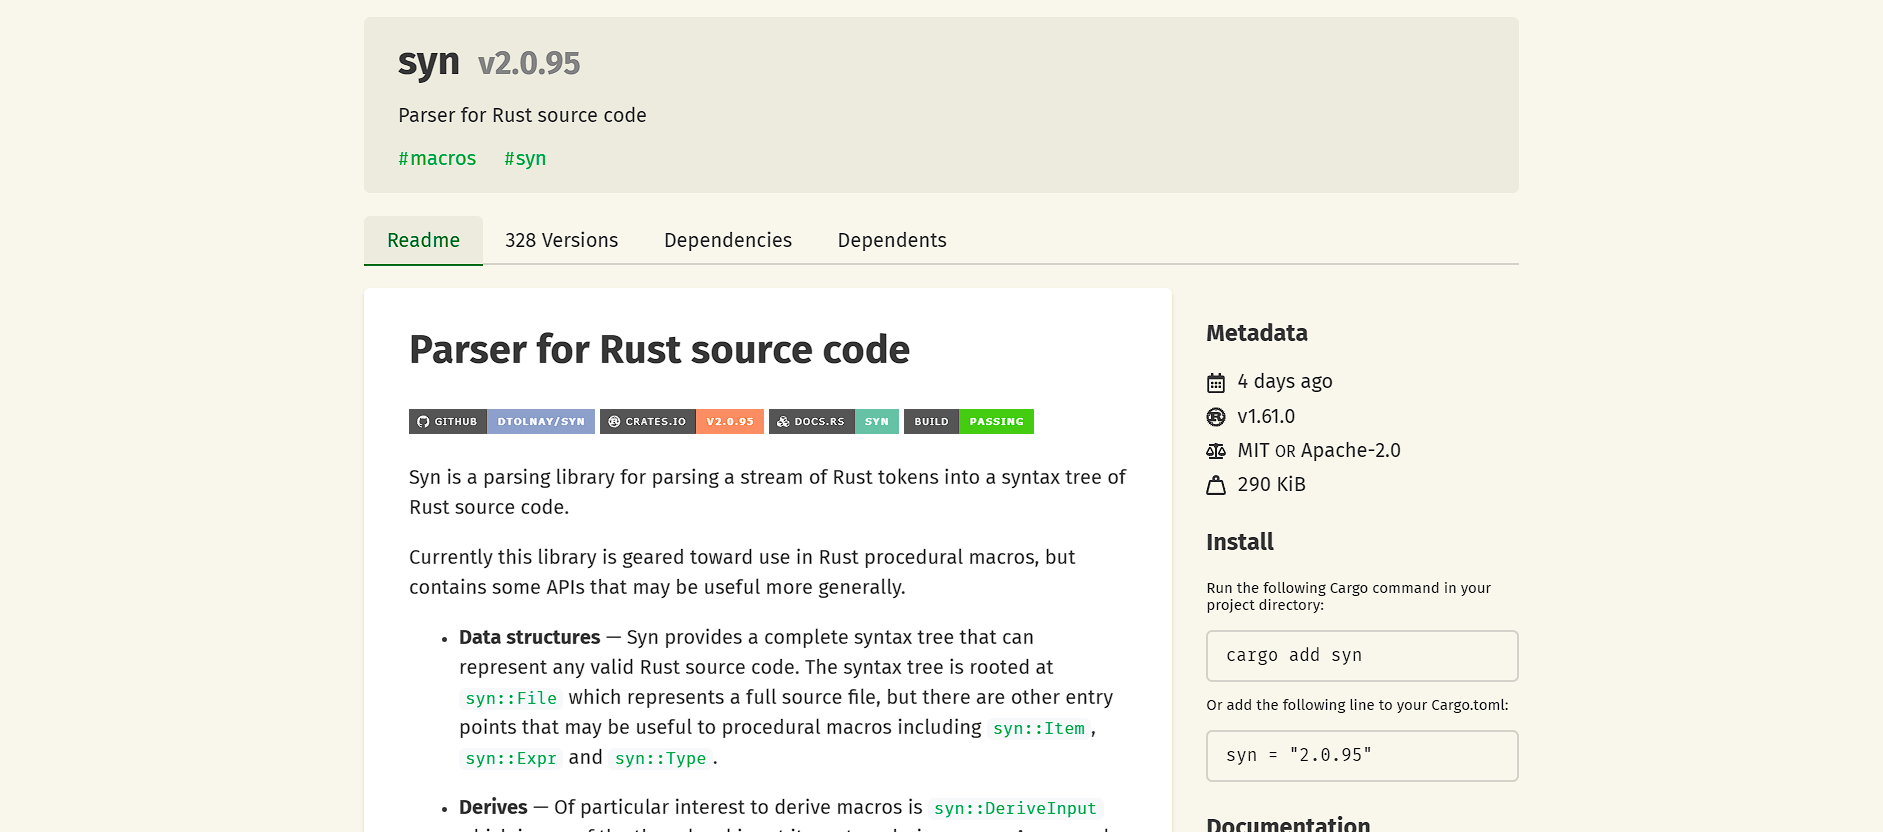 syn v2.0.95
Parser for Rust source code
#macros #syn
Readme 328 Versions Dependencies Dependents
Parser for Rust source code
GITHUB DTOLNAY/SYN CRATES.IO V2.0.95 DOCS.RS SYN BUILD PASSING
Syn is a parsing library for parsing a stream of Rust tokens into a syntax tree of
Rust source code.
Currently this library is geared toward use in Rust procedural macros, but
contains some APIs that may be useful more generally.
• Data structures — Syn provides a complete syntax tree that can
represent any valid Rust source code. The syntax tree is rooted at
syn::File which represents a full source file, but there are other entry
points that may be useful to procedural macros including syn::Item,
syn::Expr and syn::Type.
• Derives — Of particular interest to derive macros is syn::DeriveInput
Metadata
4 days ago
v1.61.0
MIT OR Apache-2.0
290 KiB
Install
Run the following Cargo command in your
project directory:
cargo add syn
Or add the following line to your Cargo.toml:
syn = "2.0.95"
Documentation